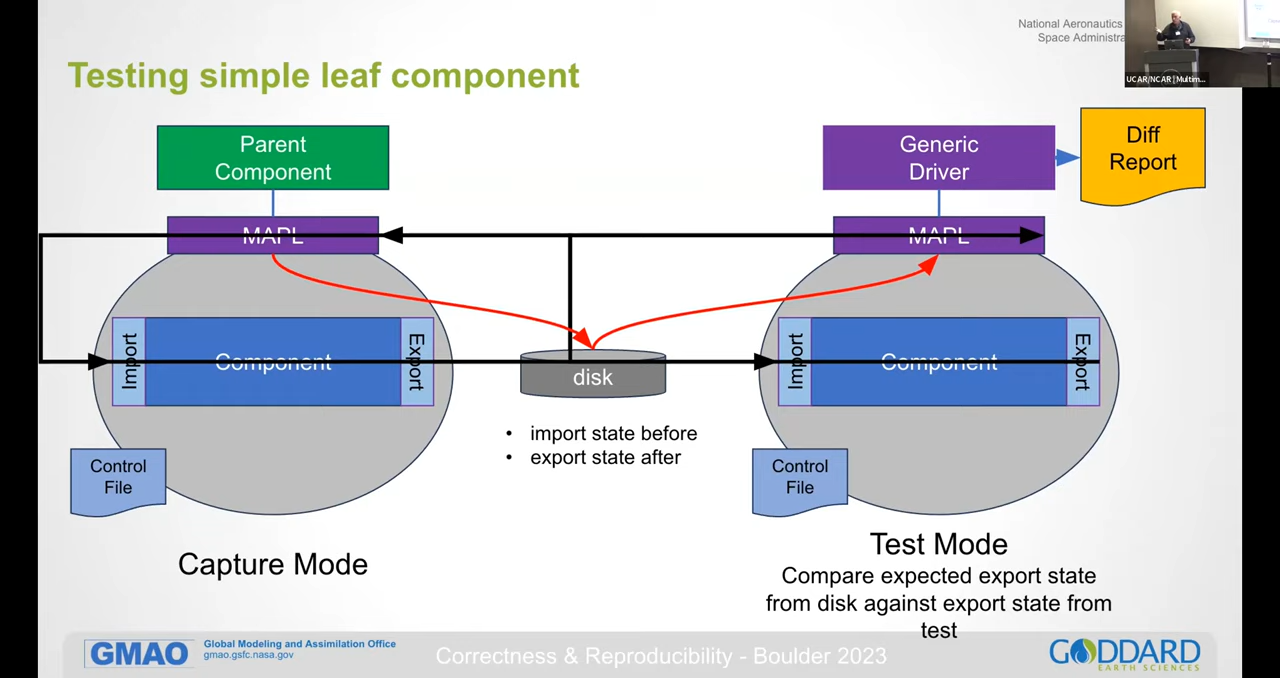 National Aeronautics
Space Administra
UCAR/NCAR | Multim...
Testing simple leaf component
Parent
Component
Generic
Driver
Diff
Report
MAPL
MAPL
Import
Component
Export
disk
Import
Component
Export
• import state before
• export state after
Control
File
Control
File
Capture Mode
Test Mode
Compare expected export state
from disk against export state from
test
GMAO
Global Modeling and Assimilation Office
gmao.gsfc.nasa.gov
Correctness & Reproducibility - Boulder 2023
GODDARD
EARTH SCIENCES